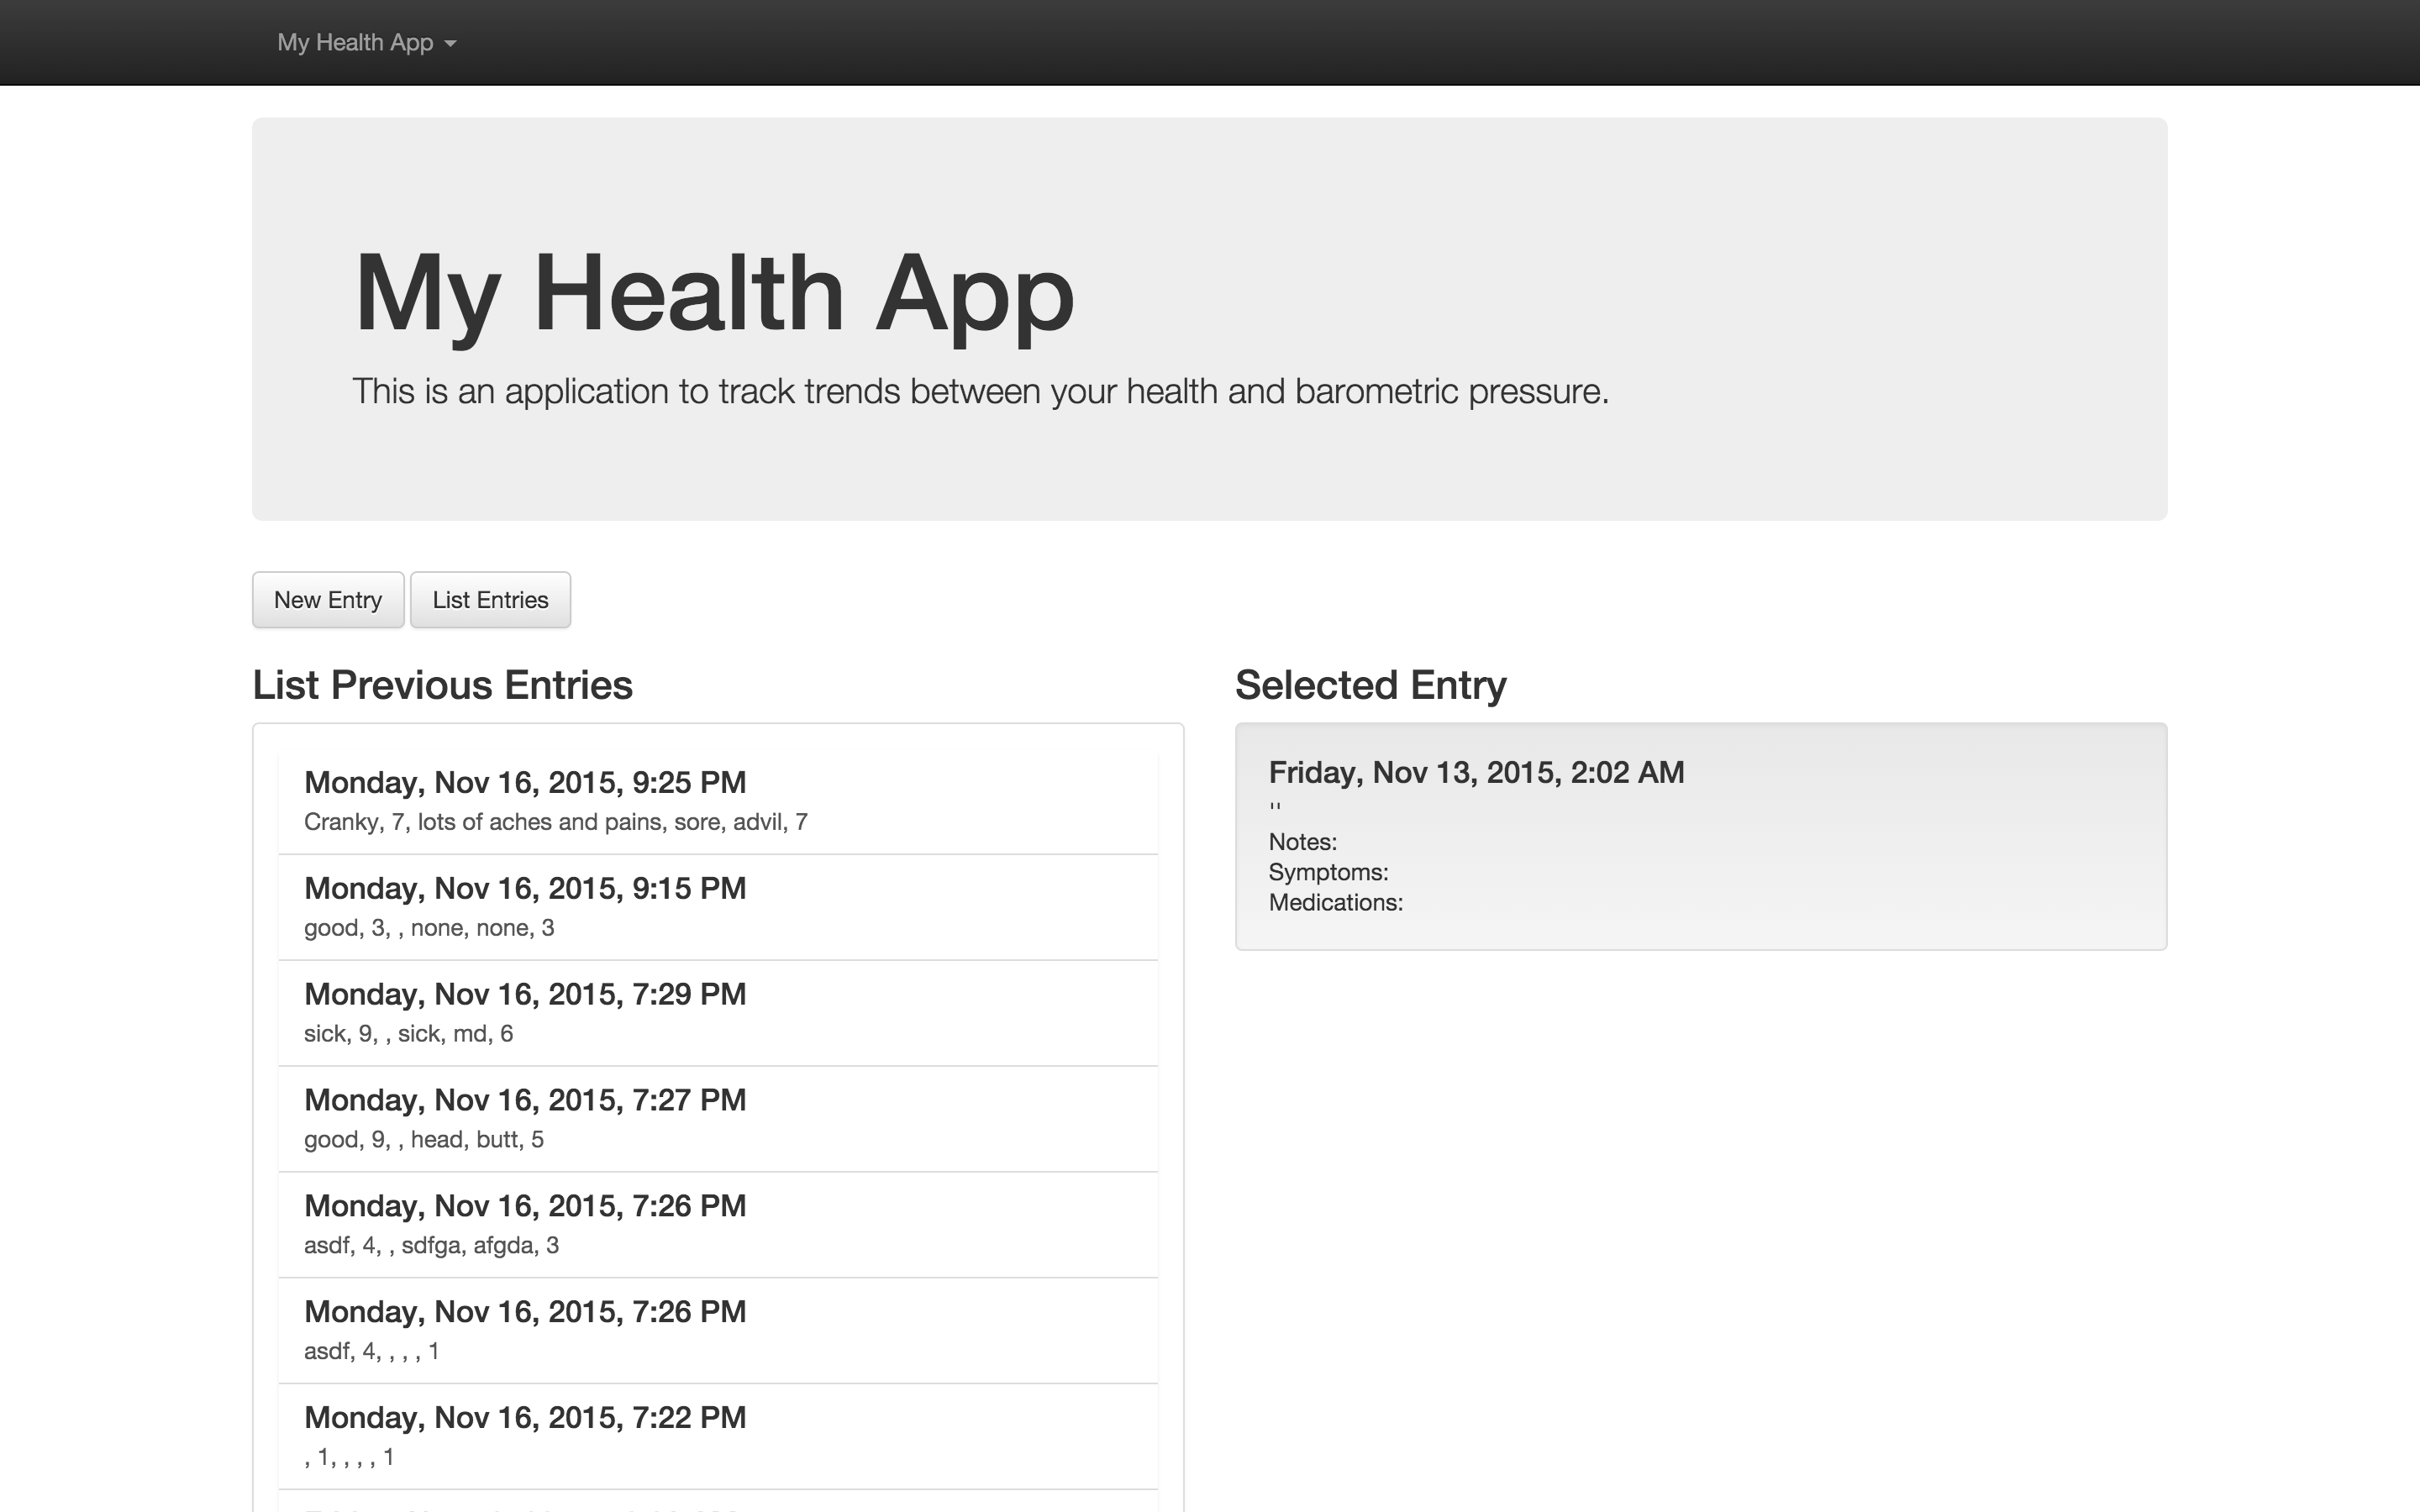 My Health App
My Health App
This is an application to track trends between your health and barometric pressure.
New Entry
List Entries
List Previous Entries
Monday, Nov 16, 2015, 9:25 PM
Cranky, 7, lots of aches and pains, sore, advil, 7
Monday, Nov 16, 2015, 9:15 PM
good, 3, , none, none, 3
Monday, Nov 16, 2015, 7:29 PM
sick, 9, , sick, md, 6
Monday, Nov 16, 2015, 7:27 PM
good, 9, , head, butt, 5
Monday, Nov 16, 2015, 7:26 PM
asdf, 4, , sdfga, afgda, 3
Monday, Nov 16, 2015, 7:26 PM
asdf, 4, , , , 1
Monday, Nov 16, 2015, 7:22 PM
, 1, , , , 1
Selected Entry
Friday, Nov 13, 2015, 2:02 AM
''
Notes:
Symptoms:
Medications: